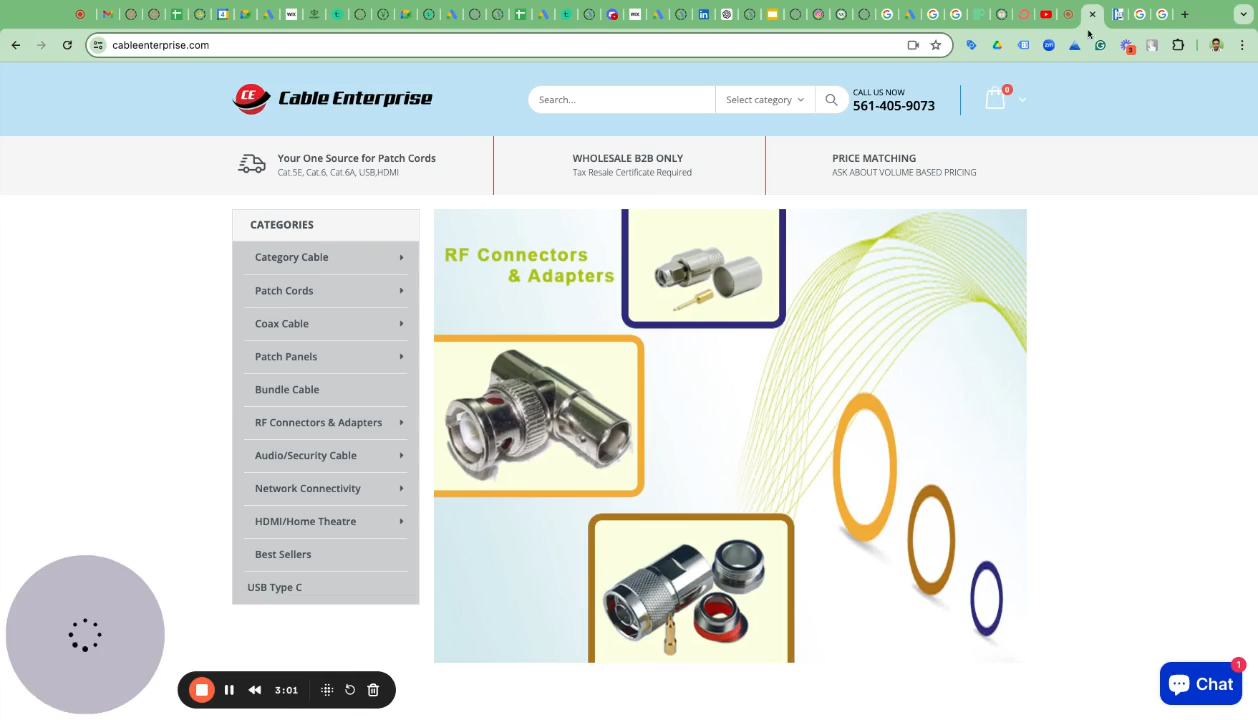 cableenterprise.com
3
CE Cable Enterprise
Search...
Select category
CALL US NOW
561-405-9073
0
Your One Source for Patch Cords
Cat.5E, Cat.6, Cat.6A, USB,HDMI
WHOLESALE B2B ONLY
Tax Resale Certificate Required
PRICE MATCHING
ASK ABOUT VOLUME BASED PRICING
CATEGORIES
Category Cable
Patch Cords
Coax Cable
Patch Panels
Bundle Cable
RF Connectors & Adapters
Audio/Security Cable
Network Connectivity
HDMI/Home Theatre
Best Sellers
USB Type C
RF Connectors
& Adapters
3:01
Chat
1